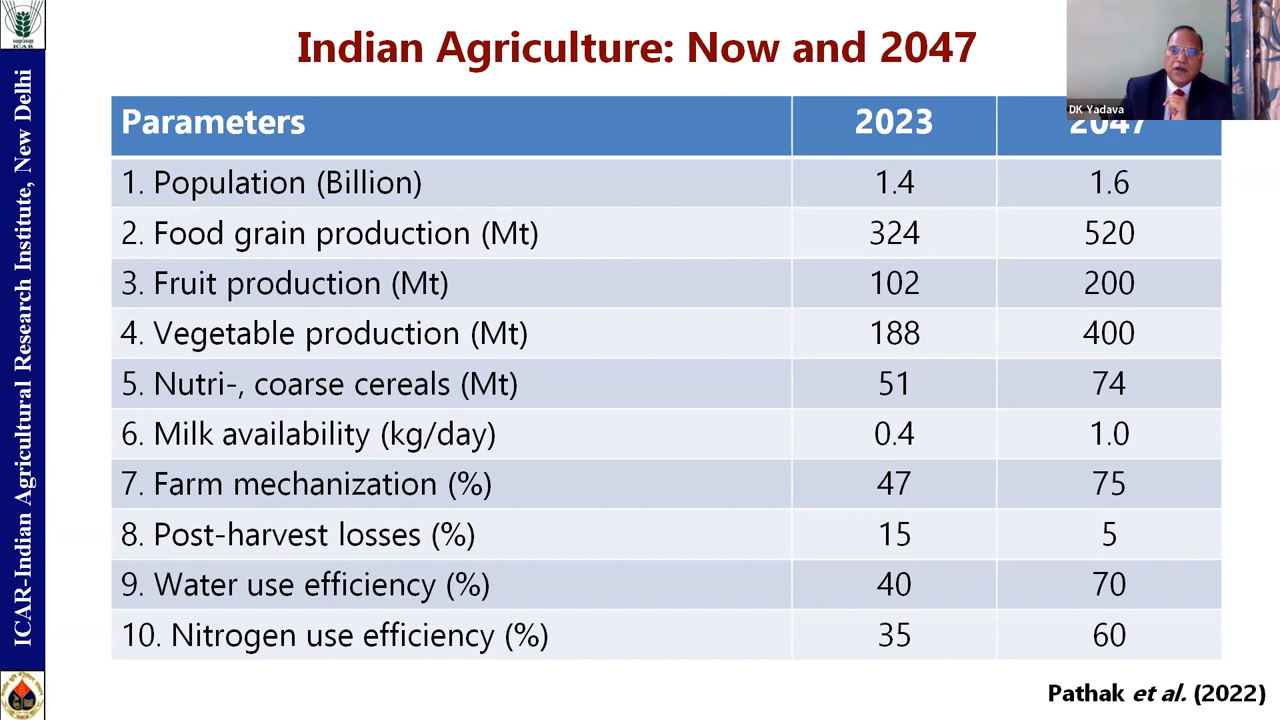 ICAR
Indian Agriculture: Now and 2047
DK Yadava
Parameters 2023 2047
1. Population (Billion) 1.4 1.6
2. Food grain production (Mt) 324 520
3. Fruit production (Mt) 102 200
4. Vegetable production (Mt) 188 400
5. Nutri-, coarse cereals (Mt) 51 74
6. Milk availability (kg/day) 0.4 1.0
7. Farm mechanization (%) 47 75
8. Post-harvest losses (%) 15 5
9. Water use efficiency (%) 40 70
10. Nitrogen use efficiency (%) 35 60
Pathak et al. (2022)
ICAR-Indian Agricultural Research Institute, New Delhi